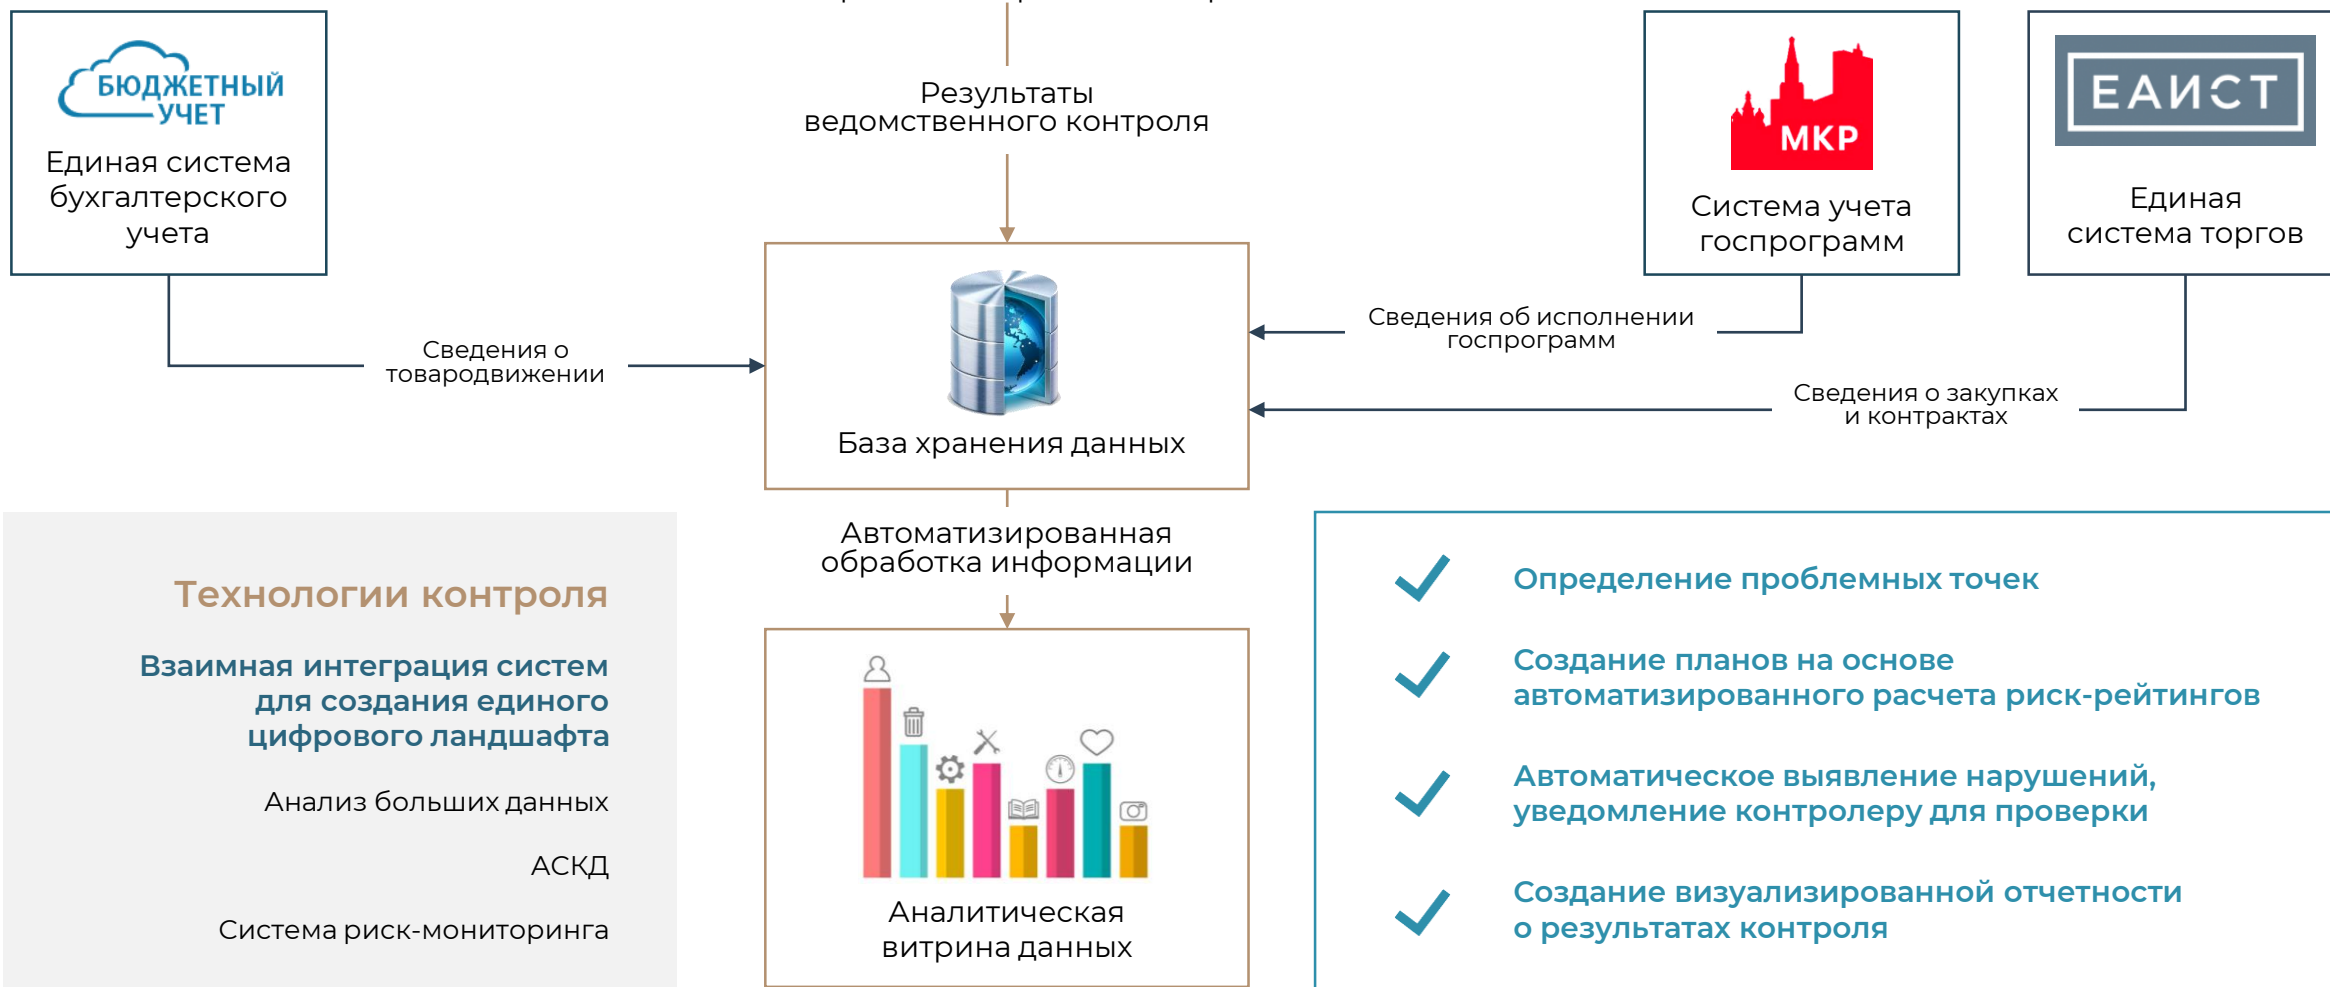 БЮДЖЕТНЫЙ
УЧЕТ
Единая система
бухгалтерского
учета
Результаты
ведомственного контроля
МКР
Система учета
госпрограмм
ЕАИСТ
Единая
система торгов
Сведения о
товародвижении
База хранения данных
Сведения об исполнении
госпрограмм
Сведения о закупках
и контрактах
Автоматизированная
обработка информации
Технологии контроля
Взаимная интеграция систем
для создания единого
цифрового ландшафта
Анализ больших данных
АСКД
Система риск-мониторинга
Аналитическая
витрина данных
Определение проблемных точек
Создание планов на основе
автоматизированного расчета риск-рейтингов
Автоматическое выявление нарушений,
уведомление контролеру для проверки
Создание визуализированной отчетности
о результатах контроля